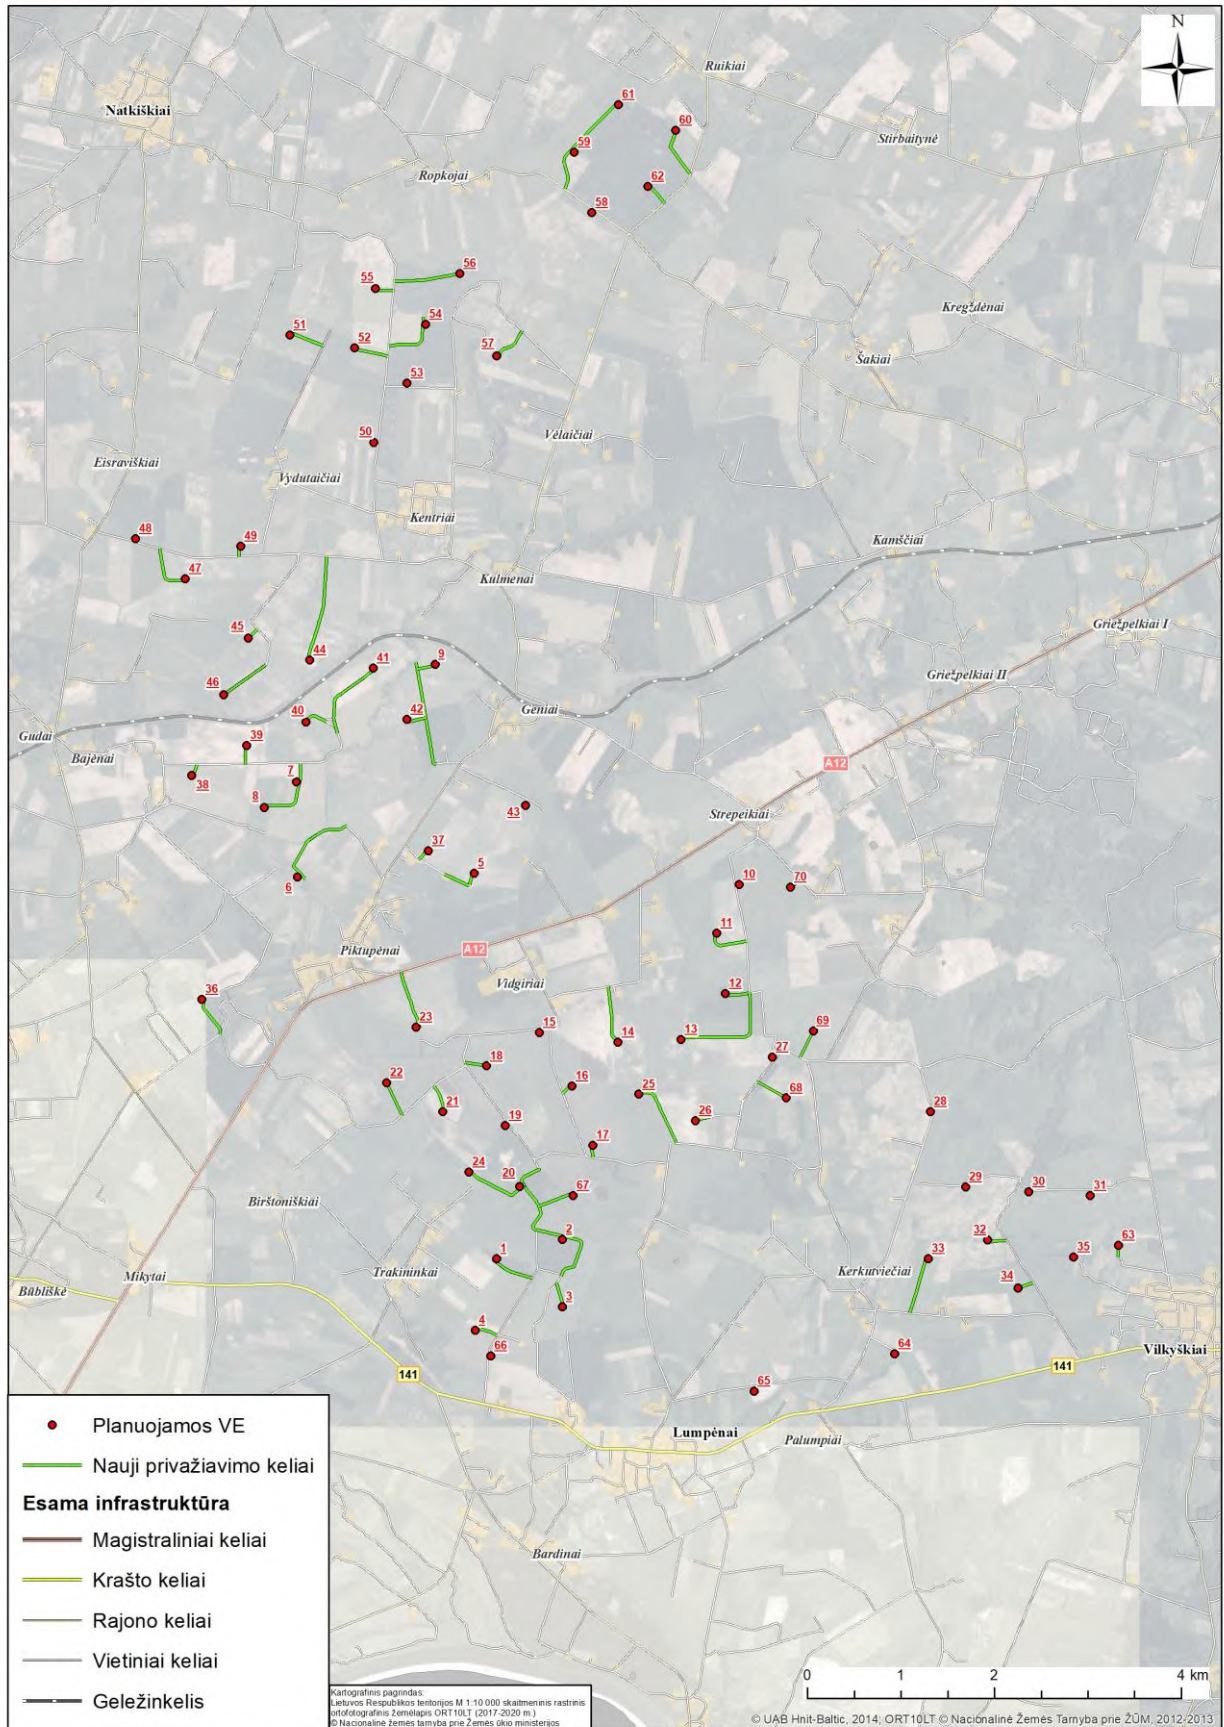 N
Ruikiai
61
Natkiškiai
60
Stirbaitynė
59
Ropkojai
62
58
56
55
Kregždėnai
54
51
52
57
Šakiai
53
50
Vėlaičiai
Eisraviškiai
Vydutaičiai
Kentriai
48
49
Kamščiai
47
Kulmenai
45
Griežpelkiai I
44
41
9
Griežpelkiai II
46
42
40
Geniai
Gudai
39
Bajėnai
A12
38
7
8
43
Strepeikiai
37
5
6
10
70
11
Piktupėnai
A12
Vidgiriai
36
12
23
15
14
13
69
18
27
22
16
25
68
21
26
28
19
17
24
20
29
30
31
67
Birštoniškiai
2
32
63
1
33
35
Mikytai
Trakininkai
Kerkutviečiai
34
Būbliškė
3
4
66
64
Vilkyškiai
141
141
65
Lumpėnai
Palumpiai
Bardinai
Planuojamos VE
Nauji privažiavimo keliai
Esama infrastruktūra
Magistraliniai keliai
Krašto keliai
Rajono keliai
Vietiniai keliai
Geležinkelis
0 1 2 4 km
Kartografinis pagrindas:
Lietuvos Respublikos teritorijos M 1:10 000 skaitmeninis rastrinis
ortofotografinis žemėlapis ORT10LT (2017-2020 m.)
© Nacionalinė žemės tarnyba prie Žemės ūkio ministerijos
© UAB Hnit-Baltic, 2014; ORT10LT © Nacionalinė Žemės Tarnyba prie ŽŪM, 2012-2013